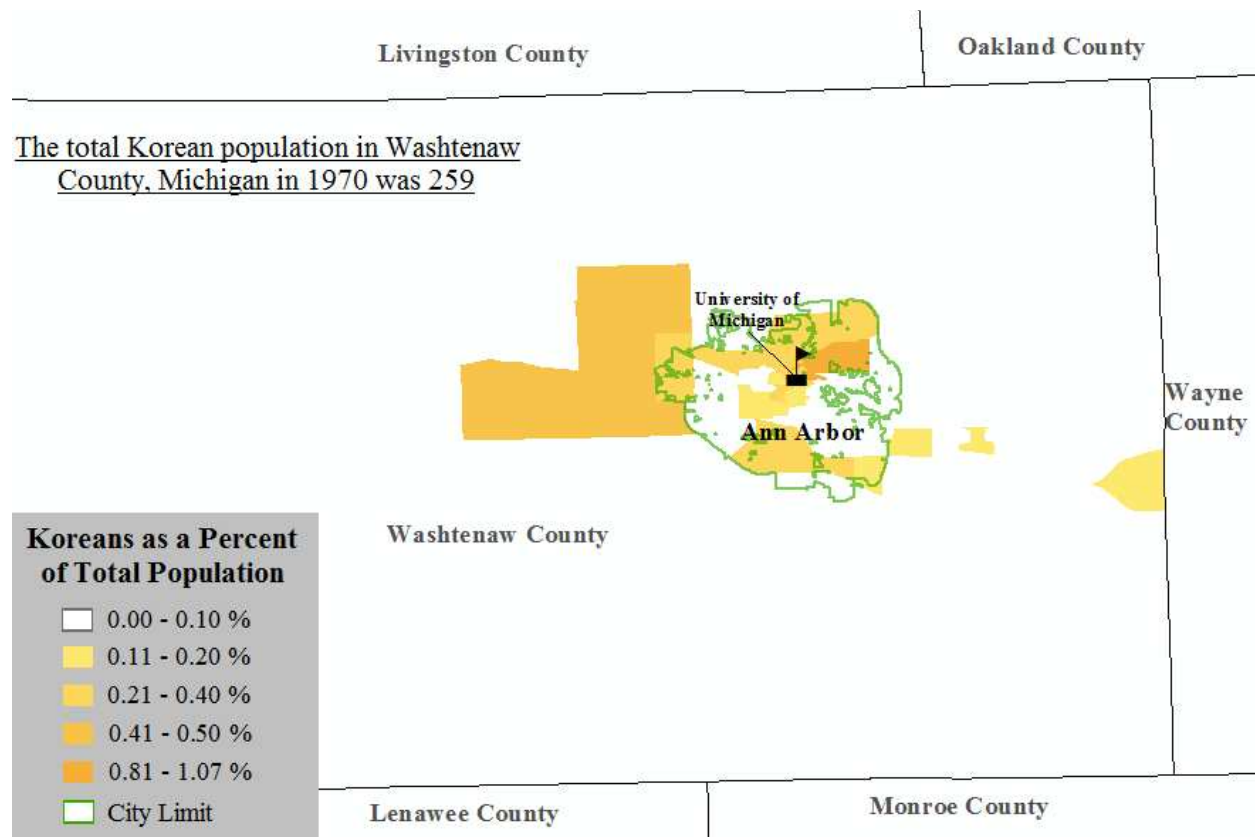 Livingston County
Oakland County
The total Korean population in Washtenaw
County, Michigan in 1970 was 259
University of
Michigan
Wayne
County
Ann Arbor
Washtenaw County
Koreans as a Percent
of Total Population
0.00 - 0.10 %
0.11 - 0.20 %
0.21 - 0.40 %
0.41 - 0.50 %
0.81 - 1.07 %
City Limit
Lenawee County
Monroe County